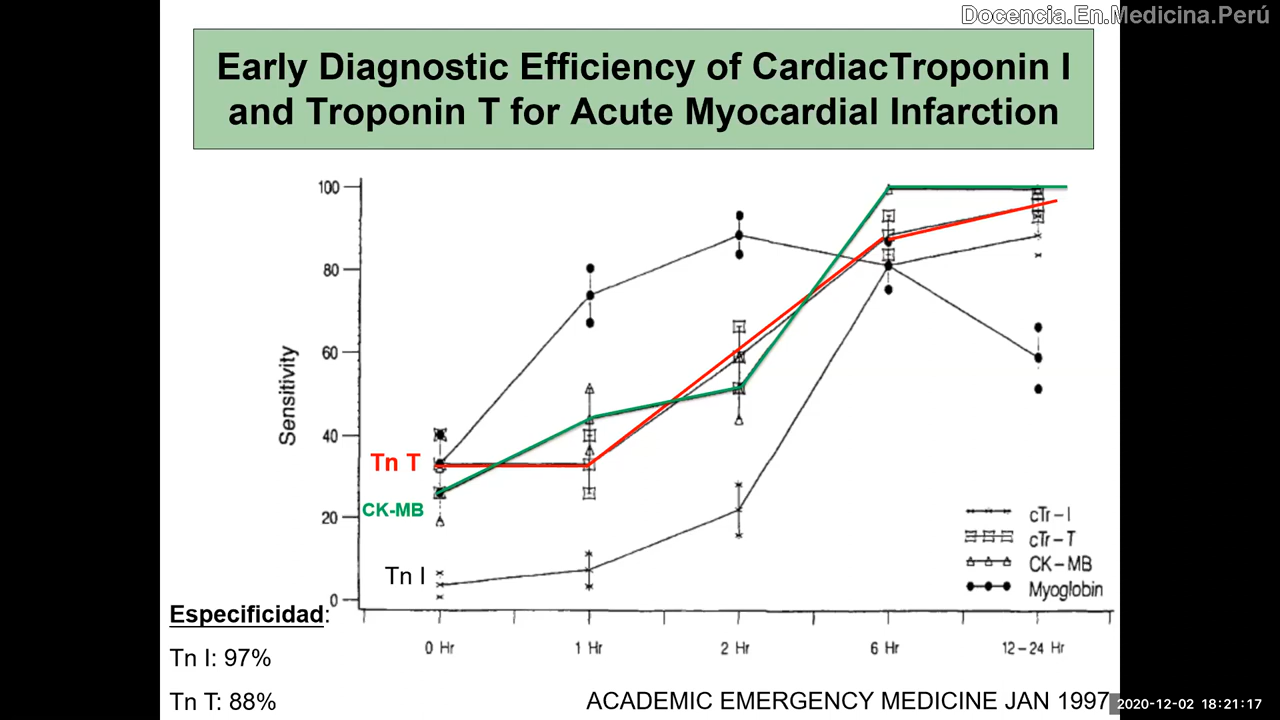 Docencia.En.Medicina.Perú
Early Diagnostic Efficiency of CardiacTroponin I
and Troponin T for Acute Myocardial Infarction
100
80
60
40
20
0
Sensitivity
Tn T
CK-MB
Tn I
cTr-I
cTr-T
CK-MB
Myoglobin
0 Hr
1 Hr
2 Hr
6 Hr
12-24 Hr
Especificidad:
Tn I: 97%
Tn T: 88%
ACADEMIC EMERGENCY MEDICINE JAN 1997
2020-12-02 18:21:17